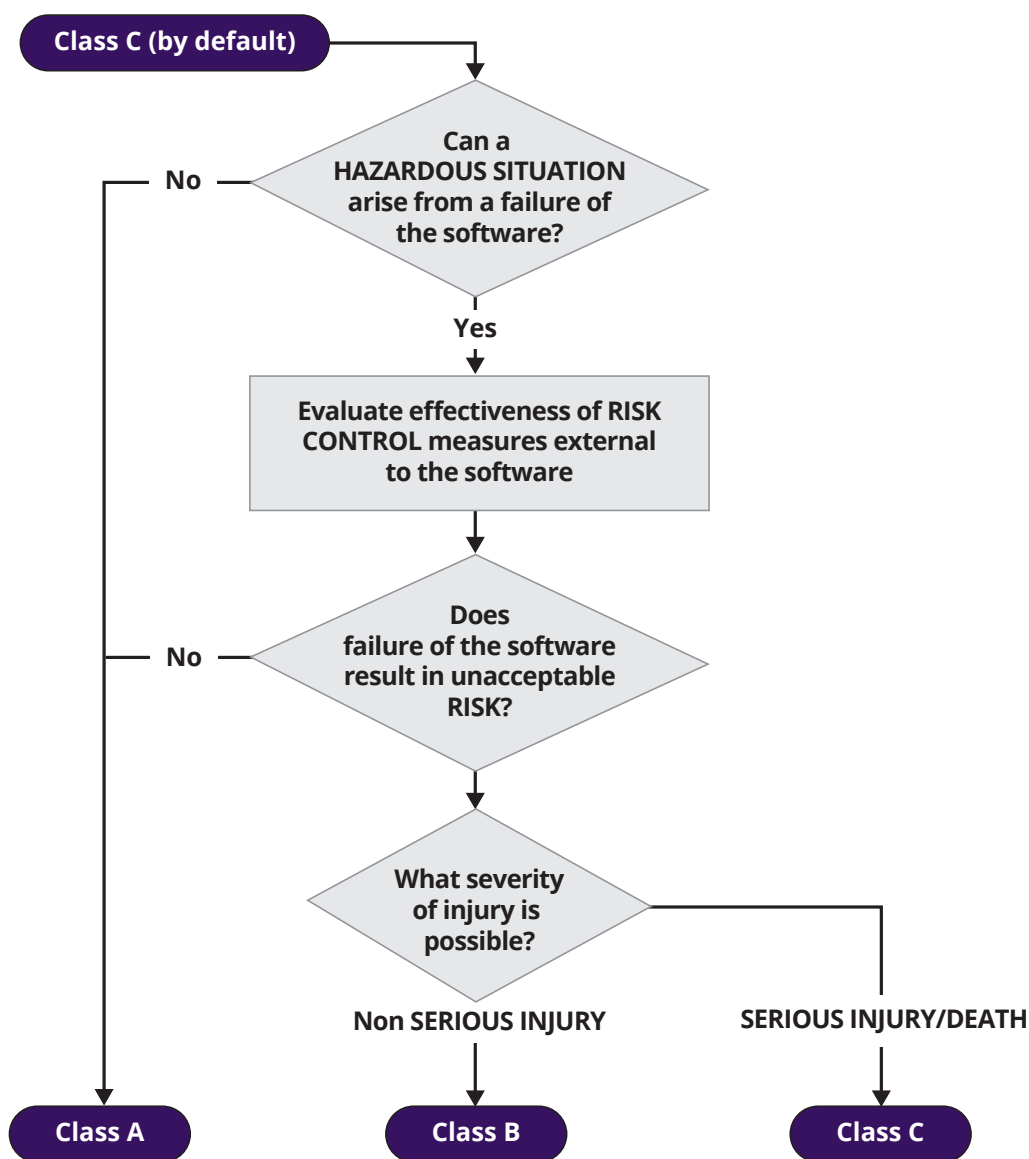 Class C (by default)
Can a
HAZARDOUS SITUATION
arise from a failure of
the software?
No
Yes
Evaluate effectiveness of RISK
CONTROL measures external
to the software
Does
failure of the software
result in unacceptable
RISK?
No
What severity
of injury is
possible?
Non SERIOUS INJURY
SERIOUS INJURY/DEATH
Class A
Class B
Class C